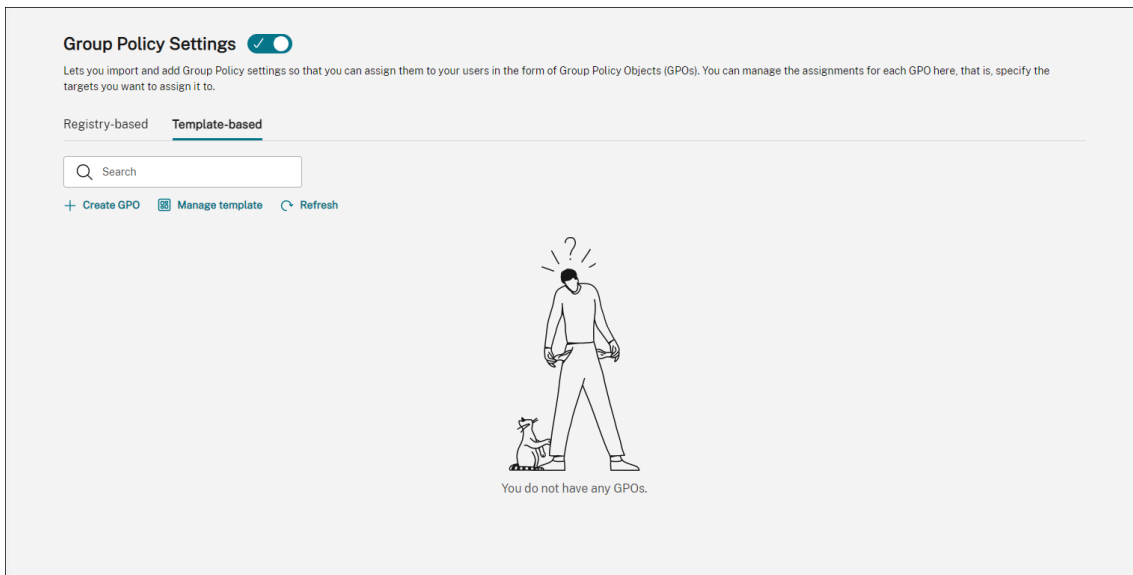 Group Policy Settings
Lets you import and add Group Policy settings so that you can assign them to your users in the form of Group Policy Objects (GPOs). You can manage the assignments for each GPO here, that is, specify the
targets you want to assign it to.
Registry-based Template-based
Search
Create GPO Manage template Refresh
?
You do not have any GPOs.